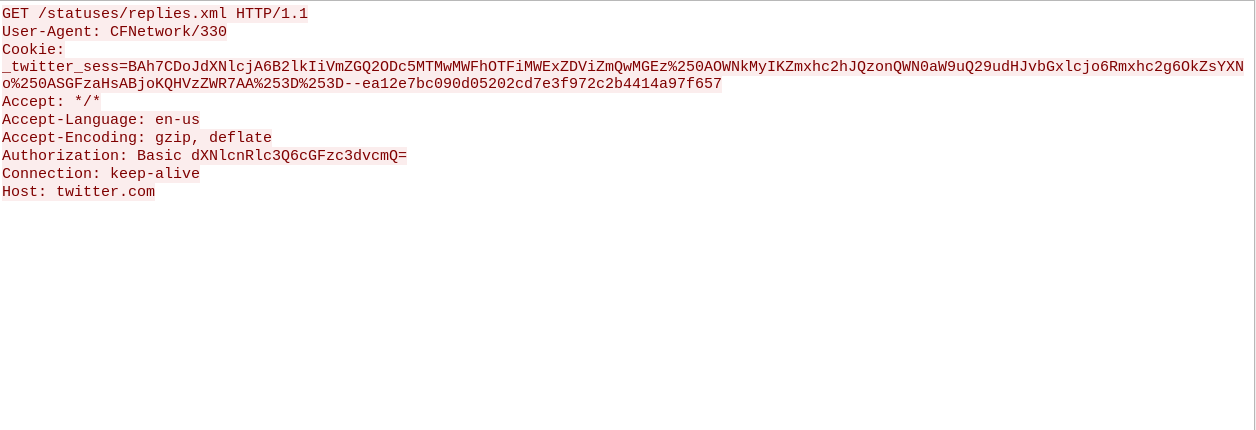 GET /statuses/replies.xml HTTP/1.1
User-Agent: CFNetwork/330
Cookie:
_twitter_sess=BAh7CDoJdXNlcjA6B2lkIiVmZGQ2ODc5MTMwMWFhOTFiMWExZDViZmQwMGEz%250AOWNkMyIKZmxhc2hJQzonQWN0aW9uQ29udHJvbGxlcjo6Rmxhc2g6OkZsYXN
o%250ASGFzaHsABjoKQHVzZWR7AA%253D%253D--ea12e7bc090d05202cd7e3f972c2b4414a97f657
Accept: */*
Accept-Language: en-us
Accept-Encoding: gzip, deflate
Authorization: Basic dXNlcnRlc3Q6cGFzc3dvcmQ=
Connection: keep-alive
Host: twitter.com